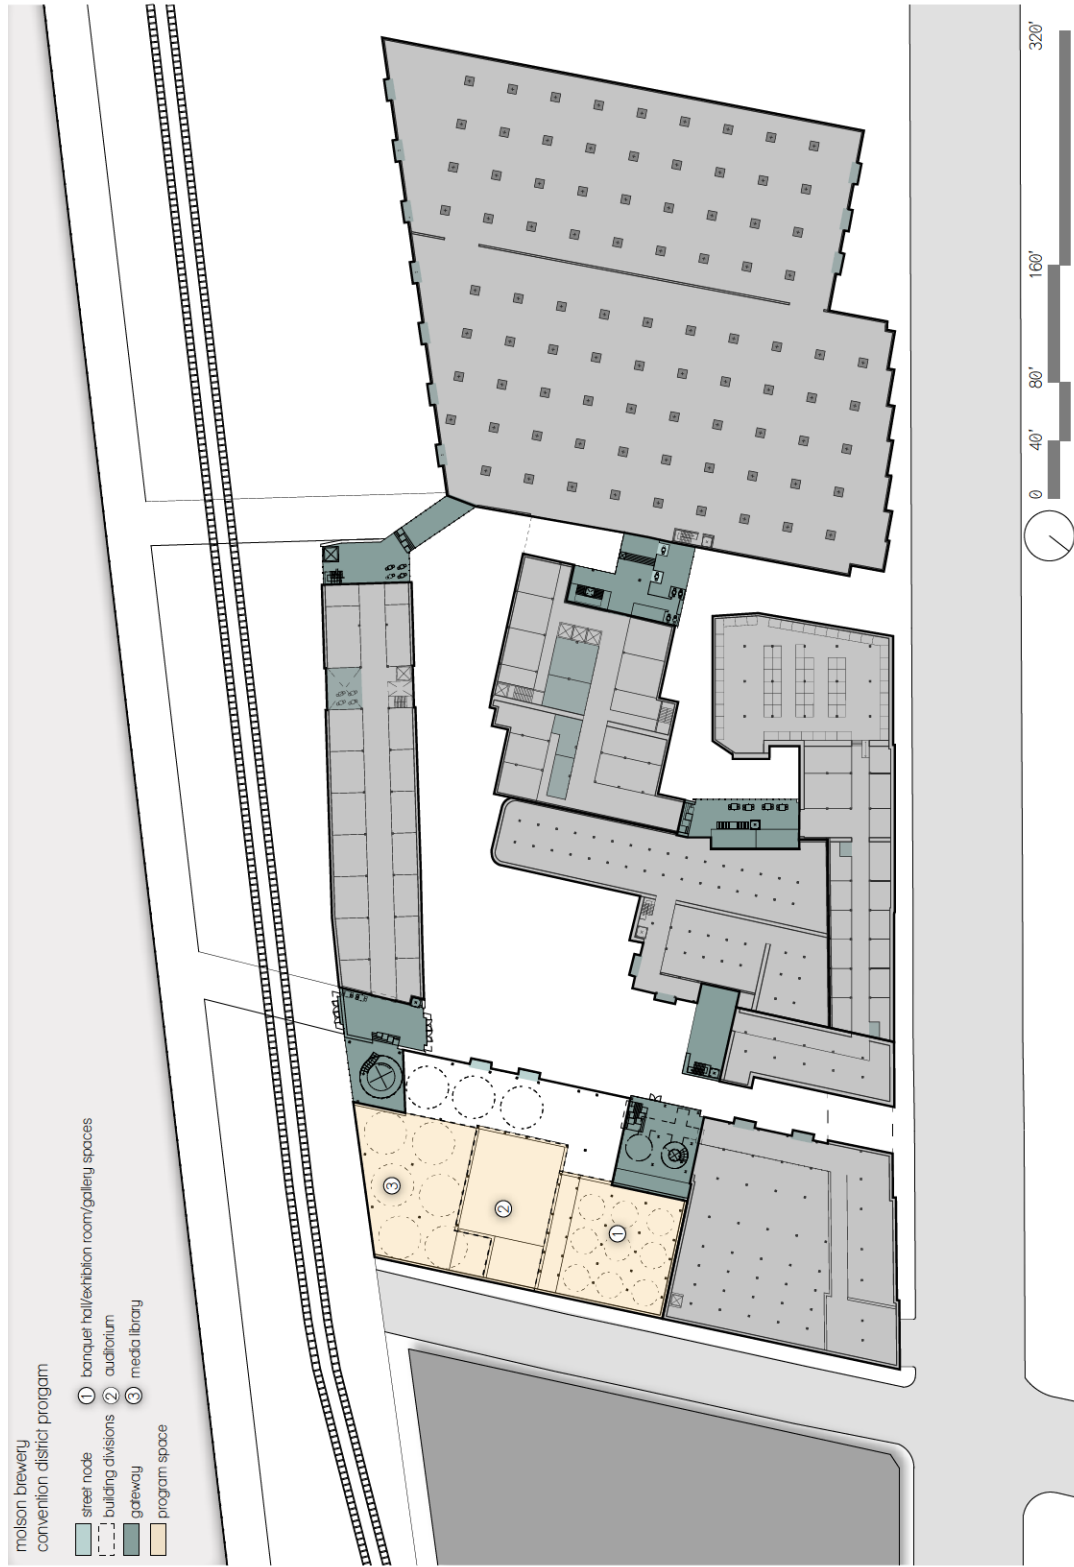 molson brewery
convention district prorgam
street node
building divisions
gateway
program space
1 banquet hall/exhibition room/gallery spaces
2 auditorium
3 media library
3
2
1
0 40' 80' 160' 320'